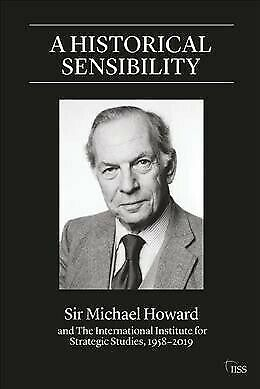 A HISTORICAL
SENSIBILITY
Sir Michael Howard
and The International Institute for
Strategic Studies, 1958–2019
IISS